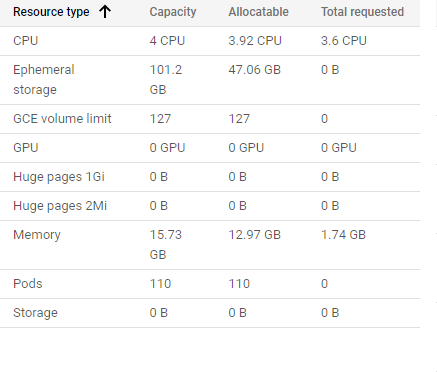 Resource type ↑ Capacity Allocatable Total requested
CPU 4 CPU 3.92 CPU 3.6 CPU
Ephemeral storage 101.2 GB 47.06 GB 0 B
GCE volume limit 127 127 0
GPU 0 GPU 0 GPU 0 GPU
Huge pages 1Gi 0 B 0 B 0 B
Huge pages 2Mi 0 B 0 B 0 B
Memory 15.73 GB 12.97 GB 1.74 GB
Pods 110 110 0
Storage 0 B 0 B 0 B